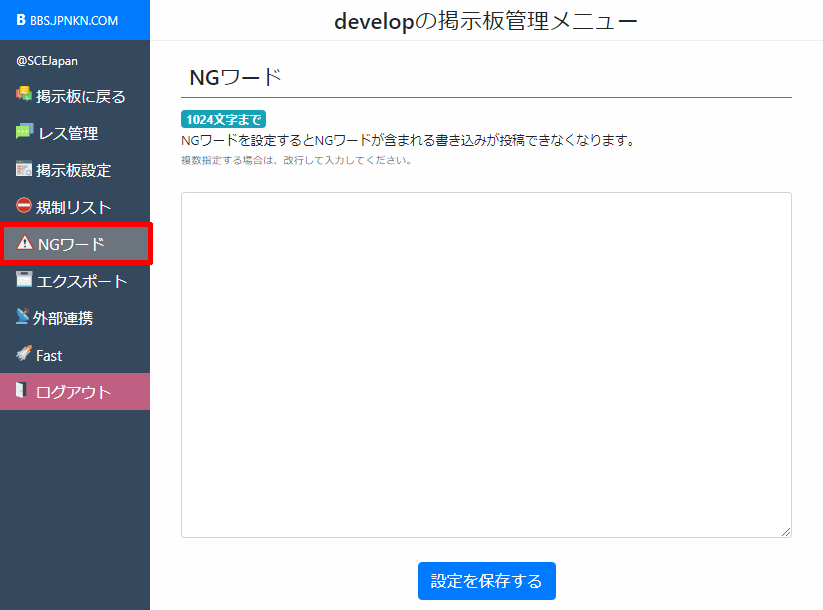 B BBS.JPNKN.COM
@SCEJapan
掲示板に戻る
レス管理
掲示板設定
規制リスト
NGワード
エクスポート
外部連携
Fast
ログアウト
developの掲示板管理メニュー
NGワード
1024文字まで
NGワードを設定するとNGワードが含まれる書き込みが投稿できなくなります。
複数指定する場合は、改行して入力してください。
設定を保存する